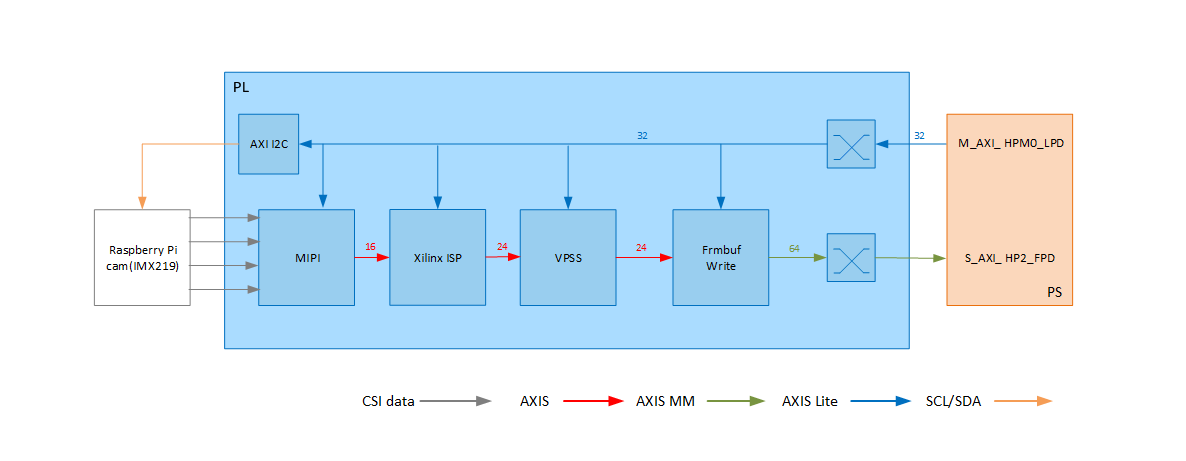 PL
AXI I2C
32
32
M_AXI_ HPM0_LPD
Raspberry Pi
cam(IMX219)
MIPI
16
Xilinx ISP
24
VPSS
24
Frmbuf
Write
64
S_AXI_ HP2_FPD
PS
CSI data
AXIS
AXIS MM
AXIS Lite
SCL/SDA